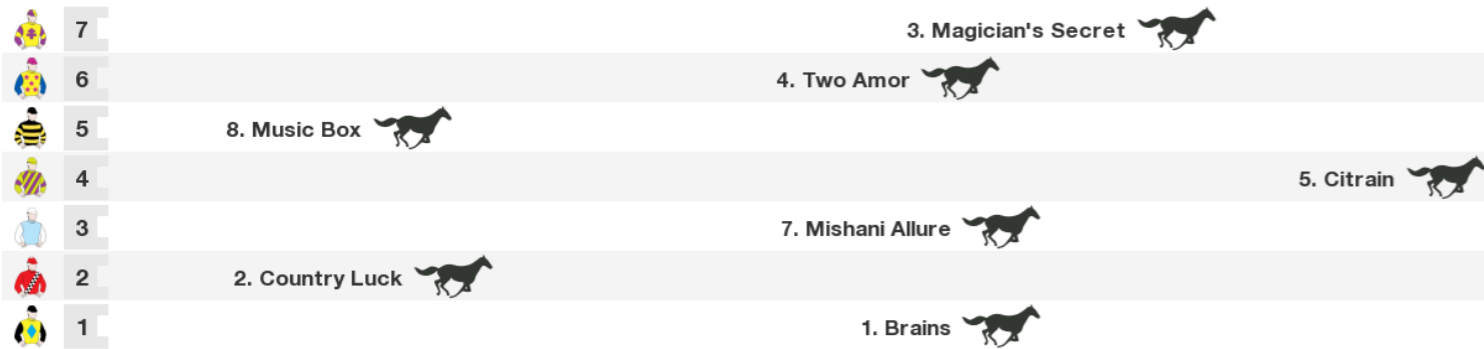 7 3. Magician's Secret
6 4. Two Amor
5 8. Music Box
4 5. Citrain
3 7. Mishani Allure
2 2. Country Luck
1 1. Brains